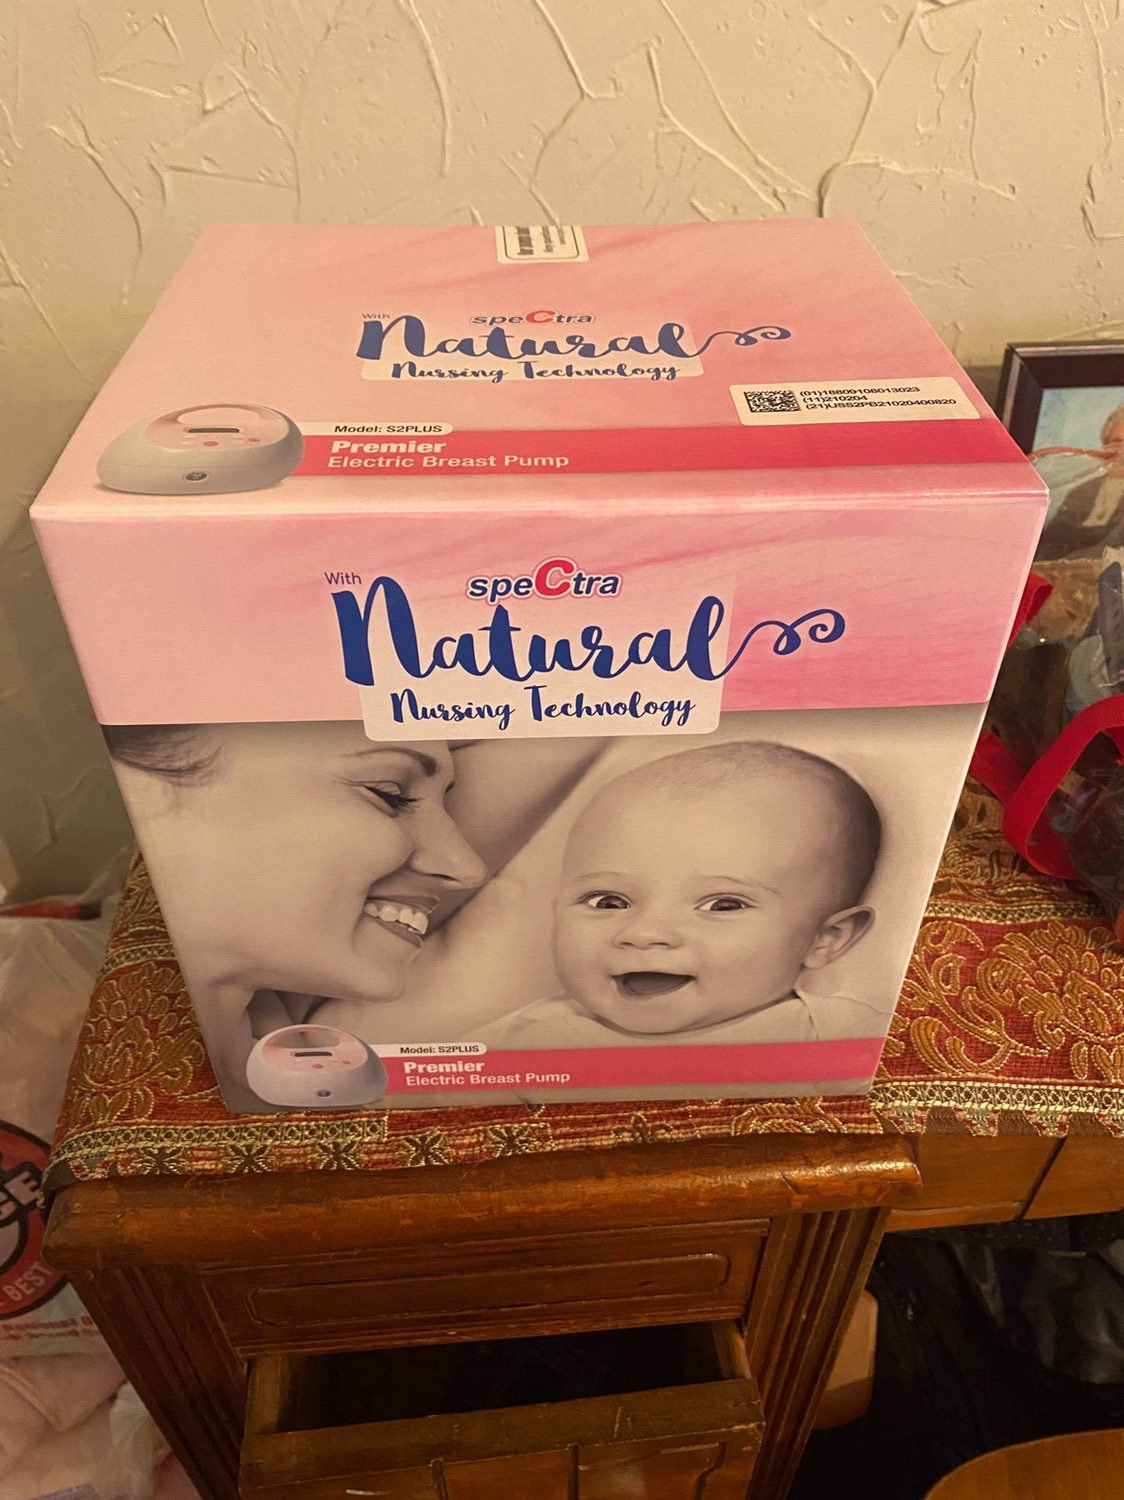 With
speCtra
Natural
Nursing Technology
(01)18809108013023
(11)210204
(21)USS2PB21020400820
Model: S2PLUS
Premier
Electric Breast Pump
With
speCtra
Natural
Nursing Technology
Model: S2PLUS
Premier
Electric Breast Pump
BEST